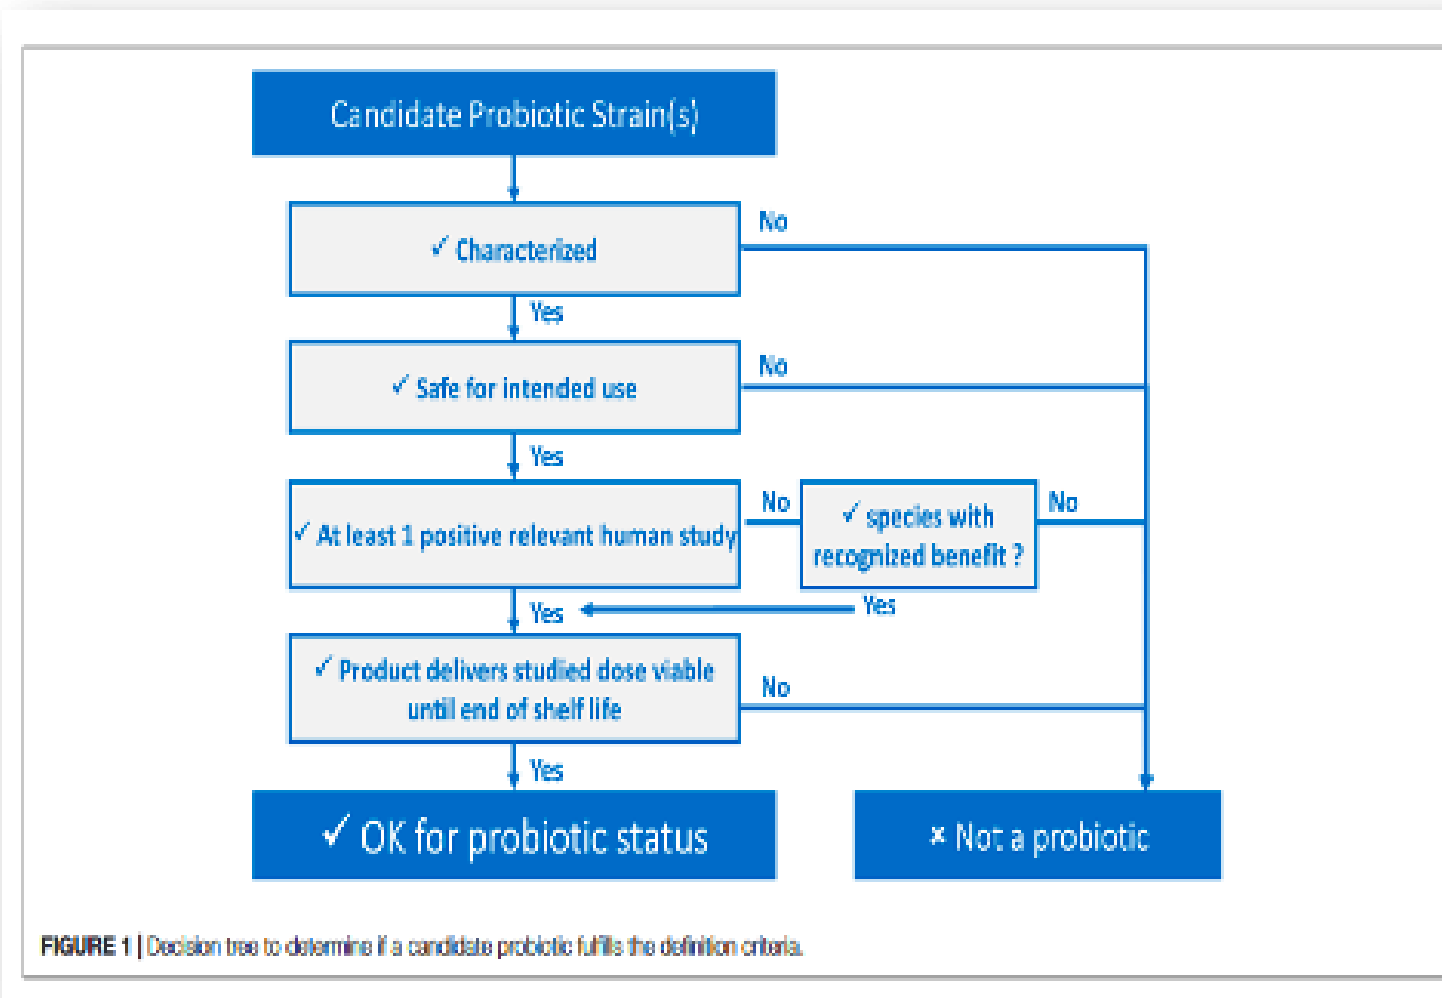 Candidate Probiotic Strain(s)
✓ Characterized
No
Yes
✓ Safe for intended use
No
Yes
✓ At least 1 positive relevant human study
No
✓ species with
recognized benefit ?
No
Yes
Yes
✓ Product delivers studied dose viable
until end of shelf life
No
Yes
✓ OK for probiotic status
× Not a probiotic
FIGURE 1 | Decision tree to determine if a candidate probiotic fulfills the definition criteria.